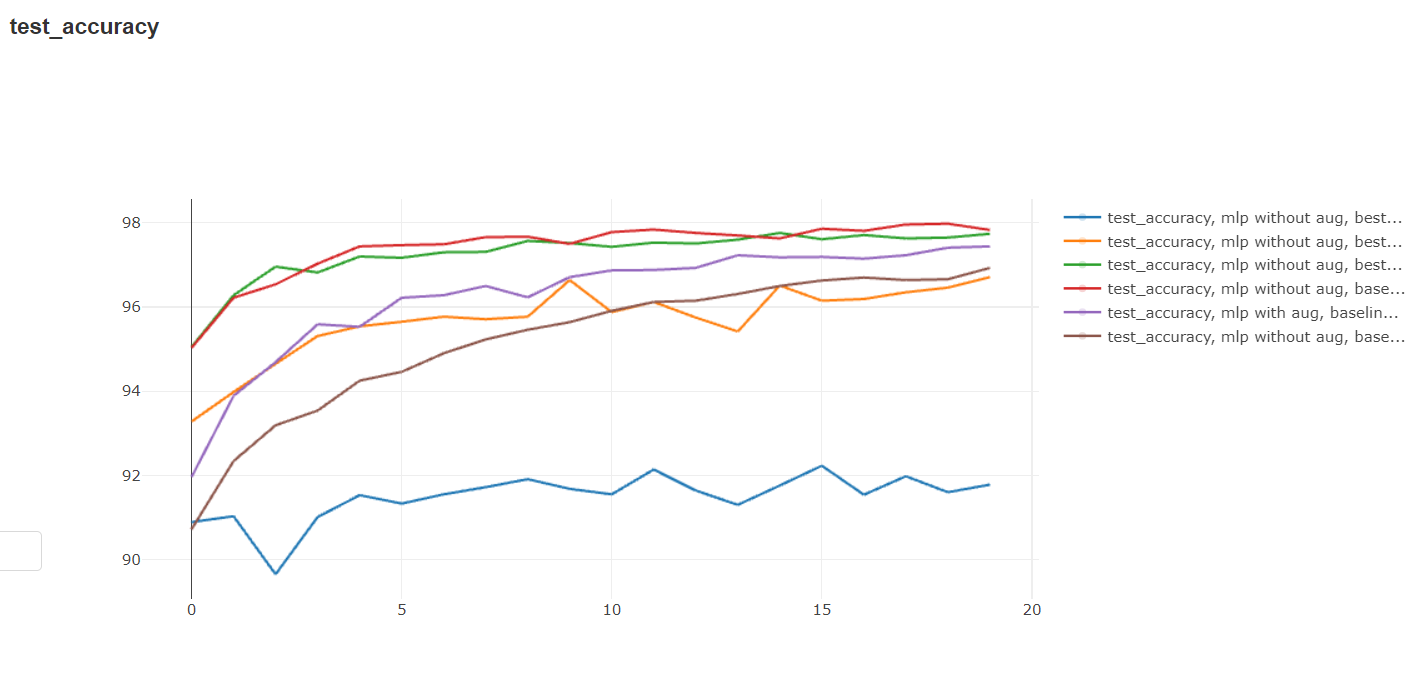 test_accuracy
98
96
94
92
90
0 5 10 15 20
test_accuracy, mlp without aug, best...
test_accuracy, mlp without aug, best...
test_accuracy, mlp without aug, best...
test_accuracy, mlp without aug, base...
test_accuracy, mlp with aug, baselin...
test_accuracy, mlp without aug, base...